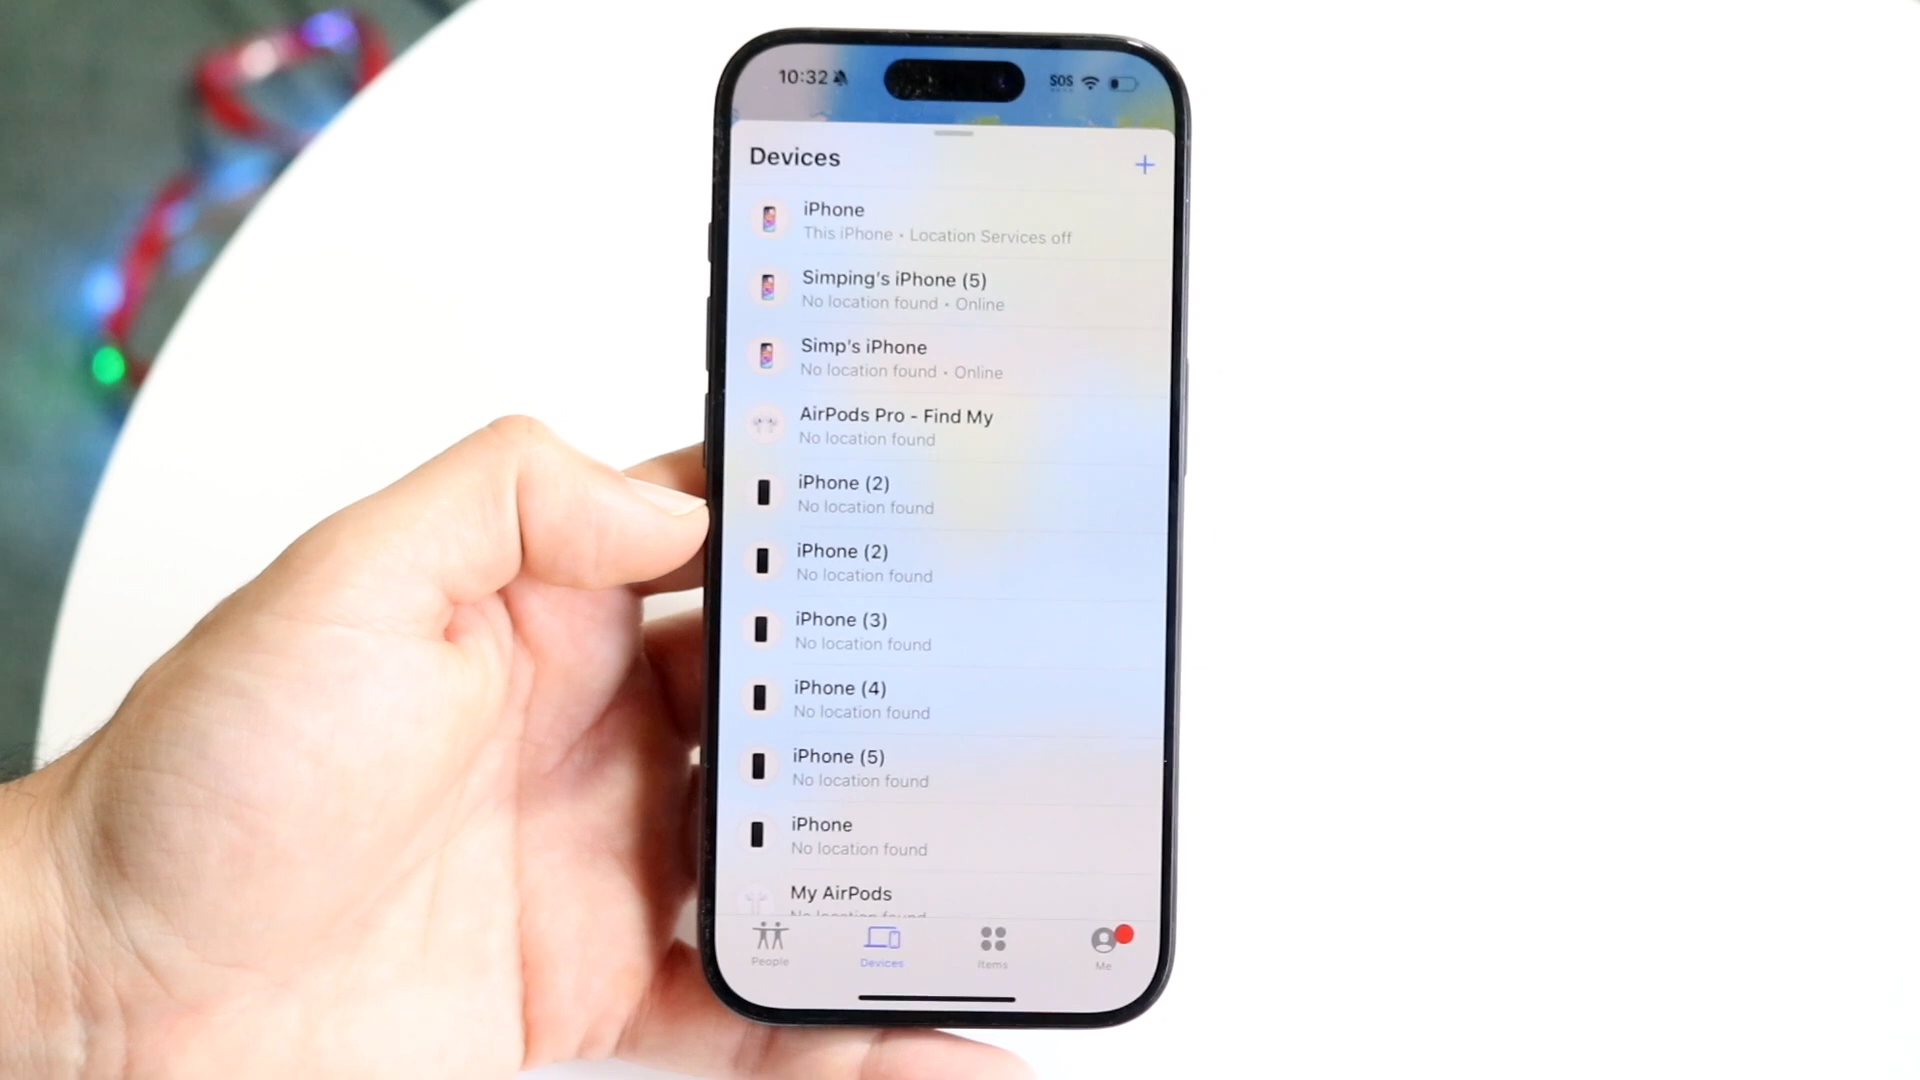 10:32
SOS
Devices
iPhone
This iPhone • Location Services off
Simping's iPhone (5)
No location found • Online
Simp's iPhone
No location found • Online
AirPods Pro - Find My
No location found
iPhone (2)
No location found
iPhone (2)
No location found
iPhone (3)
No location found
iPhone (4)
No location found
iPhone (5)
No location found
iPhone
No location found
My AirPods
No location found
People
Devices
Items
Me